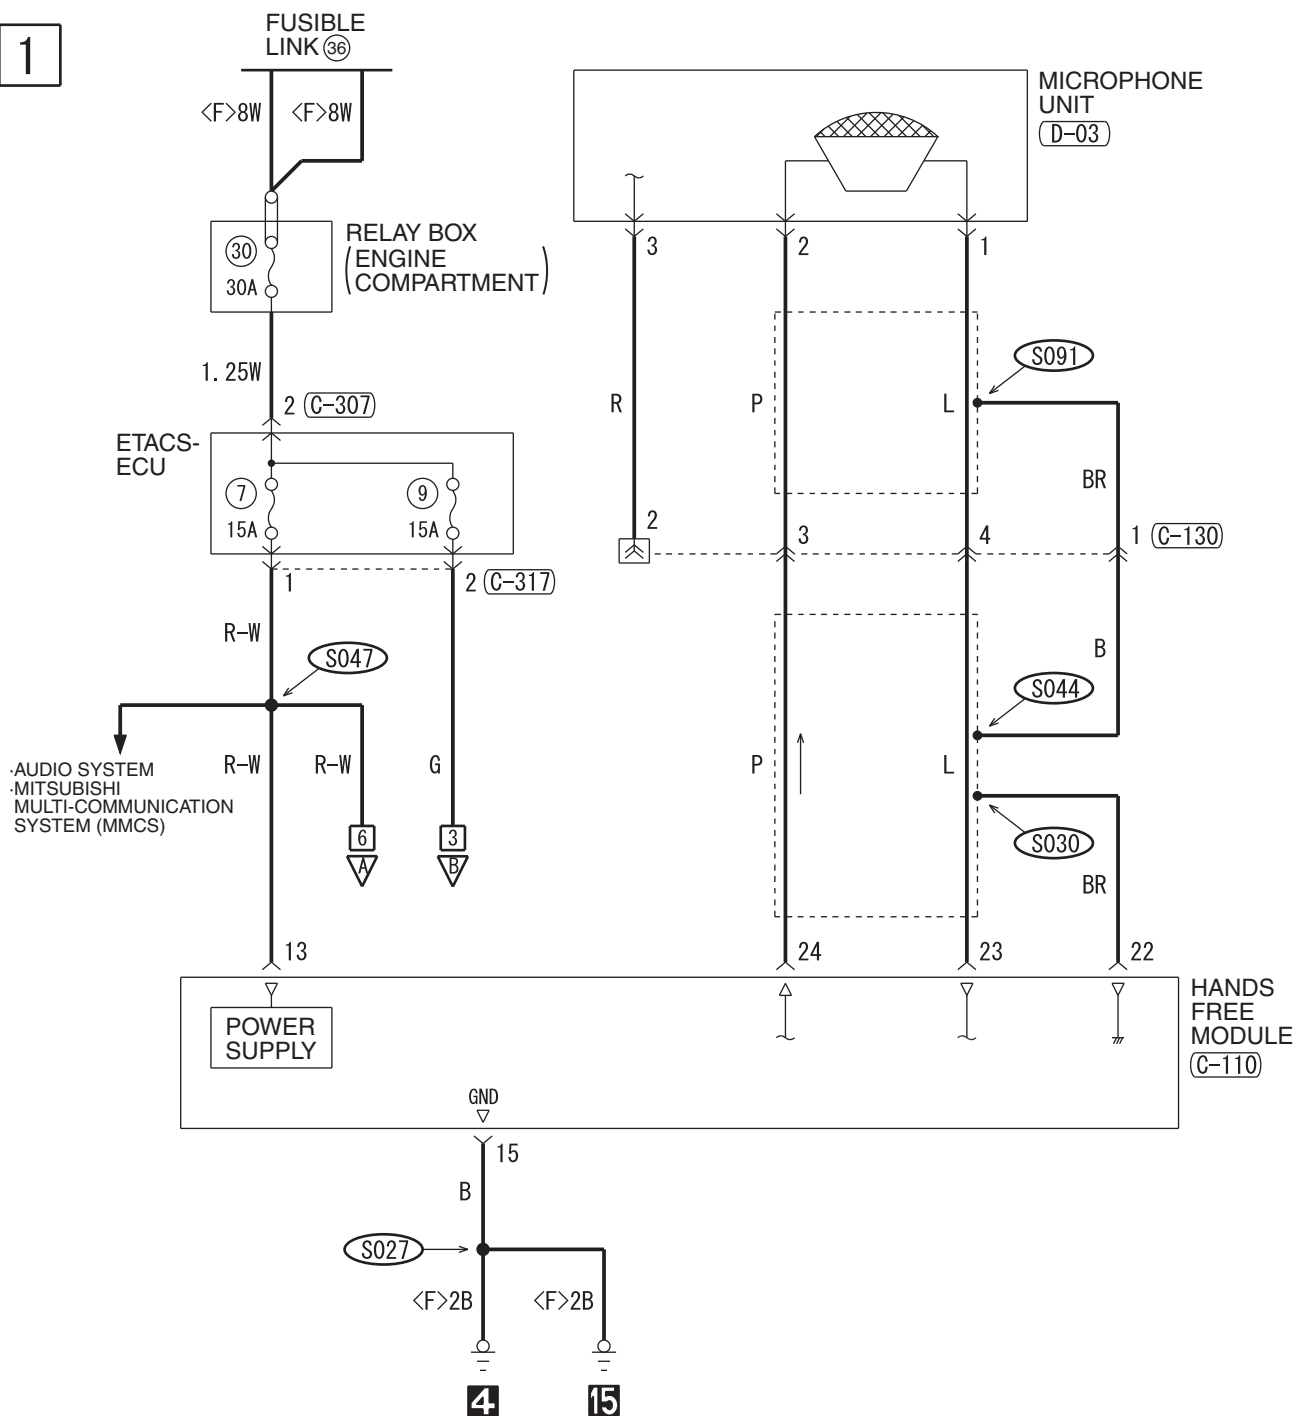 1
FUSIBLE
LINK 36
<F>8W
<F>8W
MICROPHONE
UNIT
D-03
30
30A
RELAY BOX
(ENGINE
COMPARTMENT)
3
2
1
1.25W
2 C-307
R
P
L
S091
BR
ETACS-
ECU
7
15A
9
15A
2
3
4
1 C-130
1
2 C-317
R-W
S047
B
S044
·AUDIO SYSTEM
·MITSUBISHI
MULTI-COMMUNICATION
SYSTEM (MMCS)
R-W
R-W
G
P
L
6
A
3
B
S030
BR
13
24
23
22
POWER
SUPPLY
HANDS
FREE
MODULE
C-110
GND
15
B
S027
<F>2B
<F>2B
4
15